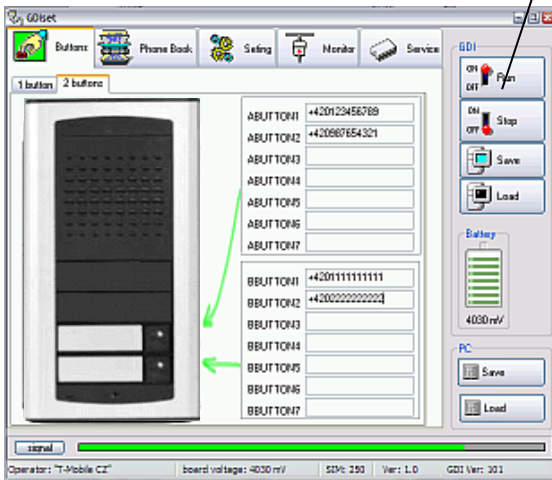 GDIset
Buttons Phone Book Seting Monitor Service
1 button 2 buttons
ABUTTON1 +420123456789
ABUTTON2 +420987654321
ABUTTON3
ABUTTON4
ABUTTON5
ABUTTON6
ABUTTON7
BBUTTON1 +4201111111111
BBUTTON2 +4202222222222
BBUTTON3
BBUTTON4
BBUTTON5
BBUTTON6
BBUTTON7
GDI
ON
OFF
Run
ON
OFF
Stop
Save
Load
Battery
4030 mV
PC
Save
Load
signal
Operator: "T-Mobile CZ" board voltage: 4030 mV SIM: 250 Ver: 1.0 GDI Ver: 101